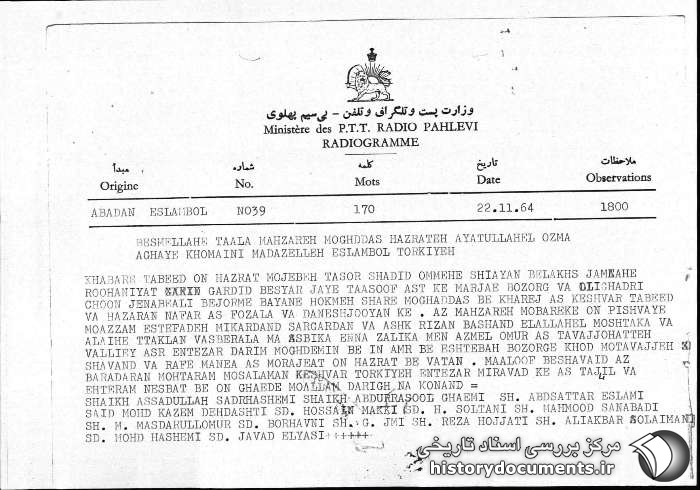 وزارت پست و تلگراف و تلفن - بی‌سیم پهلوی
Ministère des P.T.T. RADIO PAHLEVI
RADIOGRAMME
مبدأ شماره کلمه تاریخ ملاحظات
Origine No. Mots Date Observations
ABADAN ESLAMBOL NO39 170 22.11.64 1800
BESMELLAHE TAALA MAHZAREH MOGHDDAS HAZRATEH AYATULLAHEL OZMA
AGHAYE KHOMAINI MADAZELLEH ESLAMBOL TORKIYEH
KHABARE TABEED ON HAZRAT MOJEBEH TASOR SHADID OMMEHE SHIAYAN BELAKHS JAMAHE
ROOHANIYAT GARDID BESYAR JAYE TAASOOF AST KE MARJAE BOZORG VA OLICHADRI
CHOON JENABEALI BEJORME BAYANE HOKMEH SHARE MOGHADDAS BE KHAREJ AS KESHVAR TABEED
VA HAZARAN NAFAR AS FOZALA VA DANESHJOOYAN KE . AZ MAHZAREH MOBAREKE ON PISHVAYE
MOAZZAM ESTEFADEH MIKARDAND SARGARDAN VA ASHK RIZAN BASHAND ELALLAHEL MOSHTAKA VA
ALAIHE TTAKLAN VASBERALA MA ASBIKA ENNA ZALIKA MEN AZMEL OMUR AS TAVAJJOHATTEH
VALLIEY ASR ENTEZAR DARIM MOGHDEMIN BE IN AMR BE ESHTEBAH BOZORGE KHOD MOTAVAJJEH
SHAVAND VA RAFE MANEA AS MORAJEAT ON HAZRAT BE VATAN . MAALOOF BESHAVAID AZ
BARADARAN MOHTARAM MOSALAMAN KESHVAR TORKIYEH ENTEZAR MIRAVAD KE AS TAJIL VA
EHTERAM NESBAT BE ON GHAEDE MOALLAM DARIGH NA KONAND =
SHAIKH ASSADULLAH SADRHASHEMI SHAIKH ABDURRASOOL GHAEMI SH. ABDSATTAR ESLAMI
SAID MOHD KAZEM DEHDASHTI SD. HOSSAIN MAKKI SD. H. SOLTANI SH. MAHMOOD SANABADI
SH. M. MASDARULLOMUR SD. BORHAVNI SH. G. JMI SH. REZA HOJJATI SH. ALIAKBAR SOLAIMANI
SD. MOHD HASHEMI SD. JAVAD ELYASI ++++++
مرکز بررسی اسناد تاریخی
historydocuments.ir